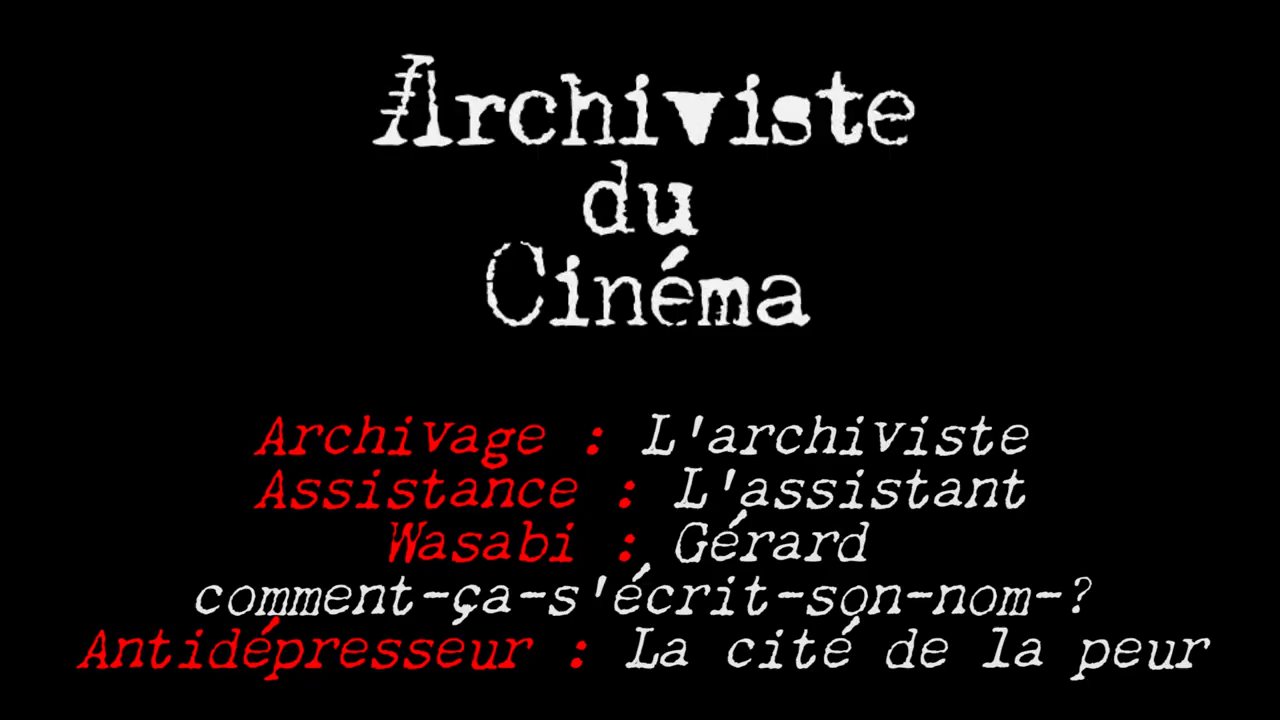 Archiviste
du
Cinéma
Archivage : L'archiviste
Assistance : L'assistant
Wasabi : Gérard
comment-ça-s'écrit-son-nom-?
Antidépresseur : La cité de la peur